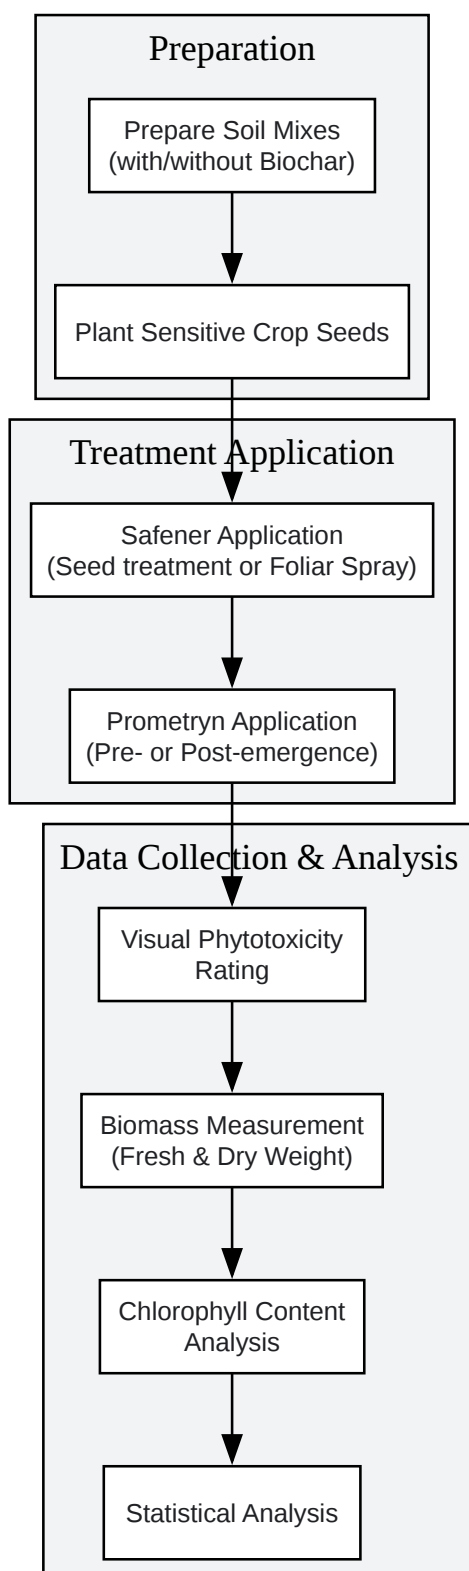 Preparation
Prepare Soil Mixes
(with/without Biochar)
Plant Sensitive Crop Seeds
Treatment Application
Safener Application
(Seed treatment or Foliar Spray)
Prometryn Application
(Pre- or Post-emergence)
Data Collection & Analysis
Visual Phytotoxicity
Rating
Biomass Measurement
(Fresh & Dry Weight)
Chlorophyll Content
Analysis
Statistical Analysis